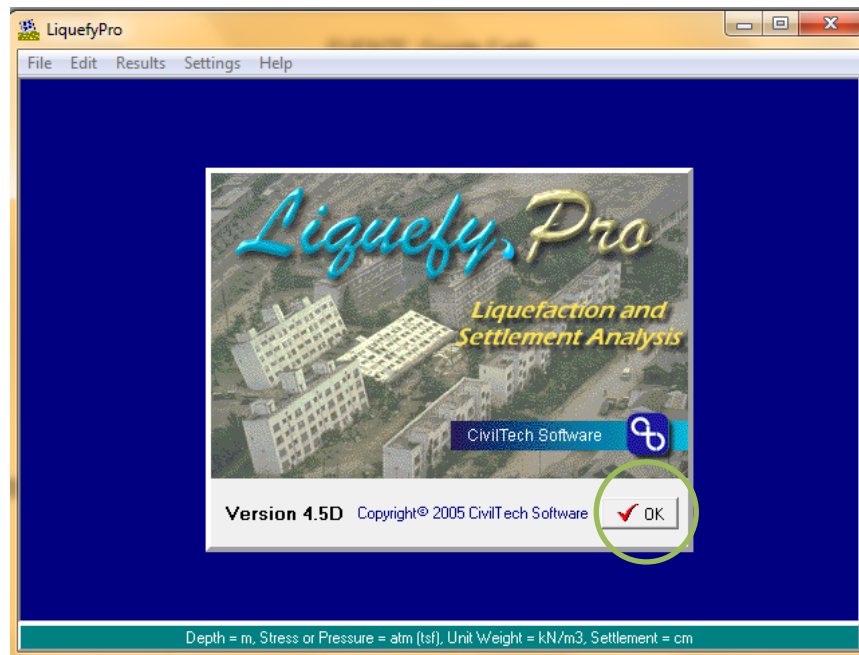 LiquefyPro
File Edit Results Settings Help
Liquefy Pro
Liquefaction and
Settlement Analysis
CivilTech Software
Version 4.5D Copyright© 2005 CivilTech Software OK
Depth = m, Stress or Pressure = atm (tsf), Unit Weight = kN/m3, Settlement = cm